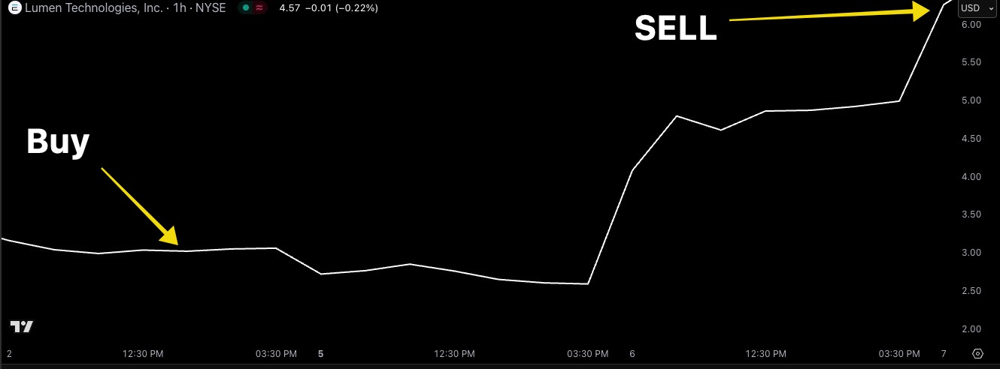 Lumen Technologies, Inc. · 1h · NYSE 4.57 −0.01 (−0.22%)
USD
SELL
6.00
5.50
5.00
4.50
Buy
4.00
3.50
3.00
2.50
2.00
2 12:30 PM 03:30 PM 5 12:30 PM 03:30 PM 6 12:30 PM 03:30 PM 7